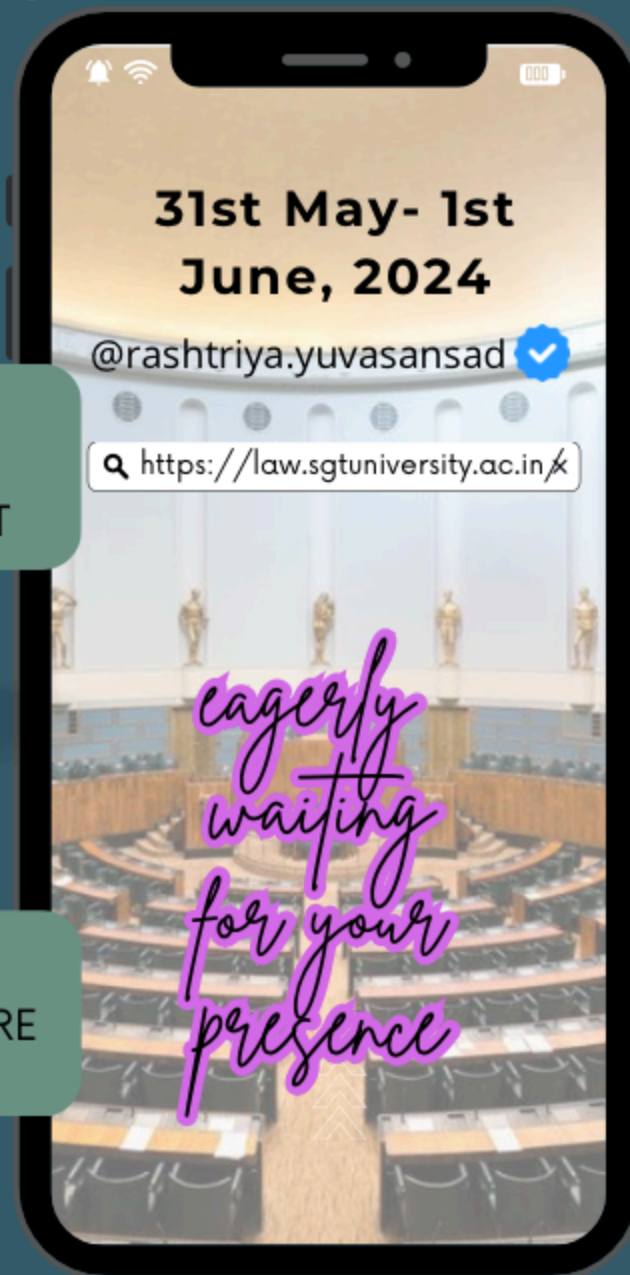 31st May- 1st
June, 2024
@rashtriya.yuvasansad
https://law.sgtuniversity.ac.in/
T
eagerly
waiting
for your
RE
presence